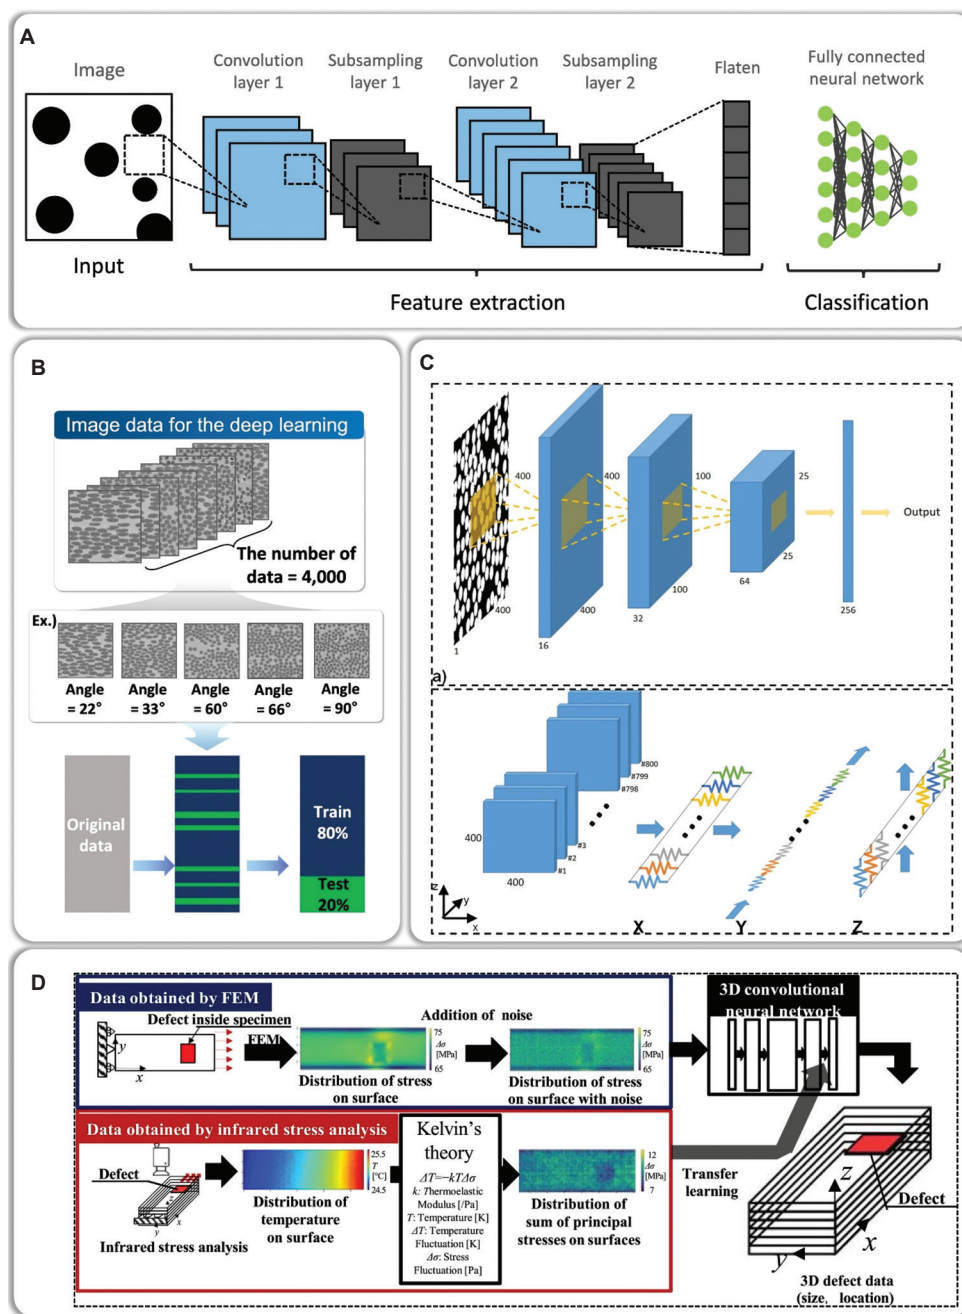 A
Image
Convolution
layer 1
Subsampling
layer 1
Convolution
layer 2
Subsampling
layer 2
Flaten
Fully connected
neural network
Input
Feature extraction
Classification
B
Image data for the deep learning
The number of
data = 4,000
Ex.)
Angle
= 22°
Angle
= 33°
Angle
= 60°
Angle
= 66°
Angle
= 90°
Original
data
Train
80%
Test
20%
C
400
400
100
25
Output
400
400
100
25
1
16
32
64
256
a)
#800
#799
#798
400
#3
#2
#1
400
z
y
x
X
Y
Z
D
Data obtained by FEM
Defect inside specimen
FEM
y
x
75
Δσ
[MPa]
65
Distribution of stress
on surface
Addition of noise
75
Δσ
[MPa]
65
Distribution of stress
on surface with noise
3D convolutional
neural network
Data obtained by infrared stress analysis
Defect
z
x
y
Infrared stress analysis
25.5
T
[°C]
24.5
Distribution of
temperature
on surface
Kelvin's
theory
ΔT=−kTΔσ
k: Thermoelastic
Modulus [/Pa]
T: Temperature [K]
ΔT: Temperature
Fluctuation [K]
Δσ: Stress
Fluctuation [Pa]
12
Δσ
[MPa]
7
Distribution of
sum of principal
stresses on surfaces
Transfer
learning
z
Defect
x
y
3D defect data
(size, location)